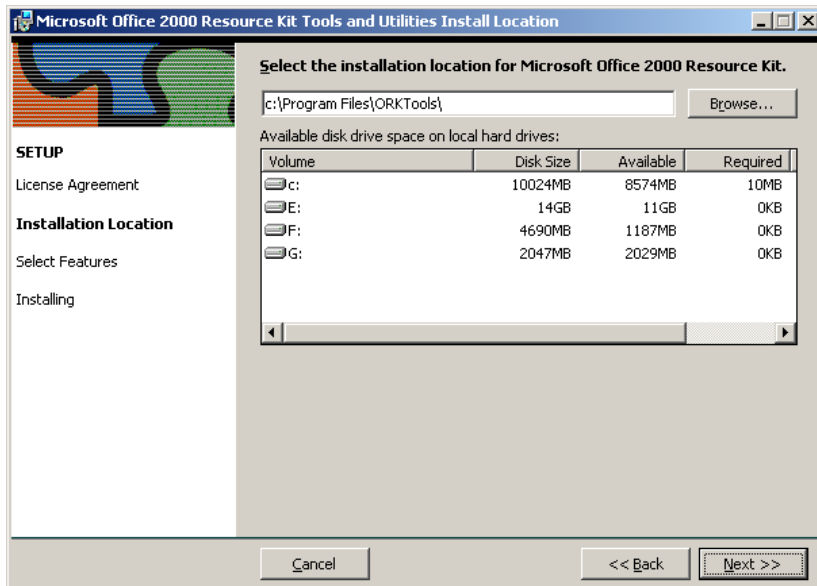 Microsoft Office 2000 Resource Kit Tools and Utilities Install Location
SETUP
License Agreement
Installation Location
Select Features
Installing
Select the installation location for Microsoft Office 2000 Resource Kit.
c:\Program Files\ORKTools\
Browse...
Available disk drive space on local hard drives:
Volume Disk Size Available Required
c: 10024MB 8574MB 10MB
E: 14GB 11GB 0KB
F: 4690MB 1187MB 0KB
G: 2047MB 2029MB 0KB
Cancel
<< Back
Next >>